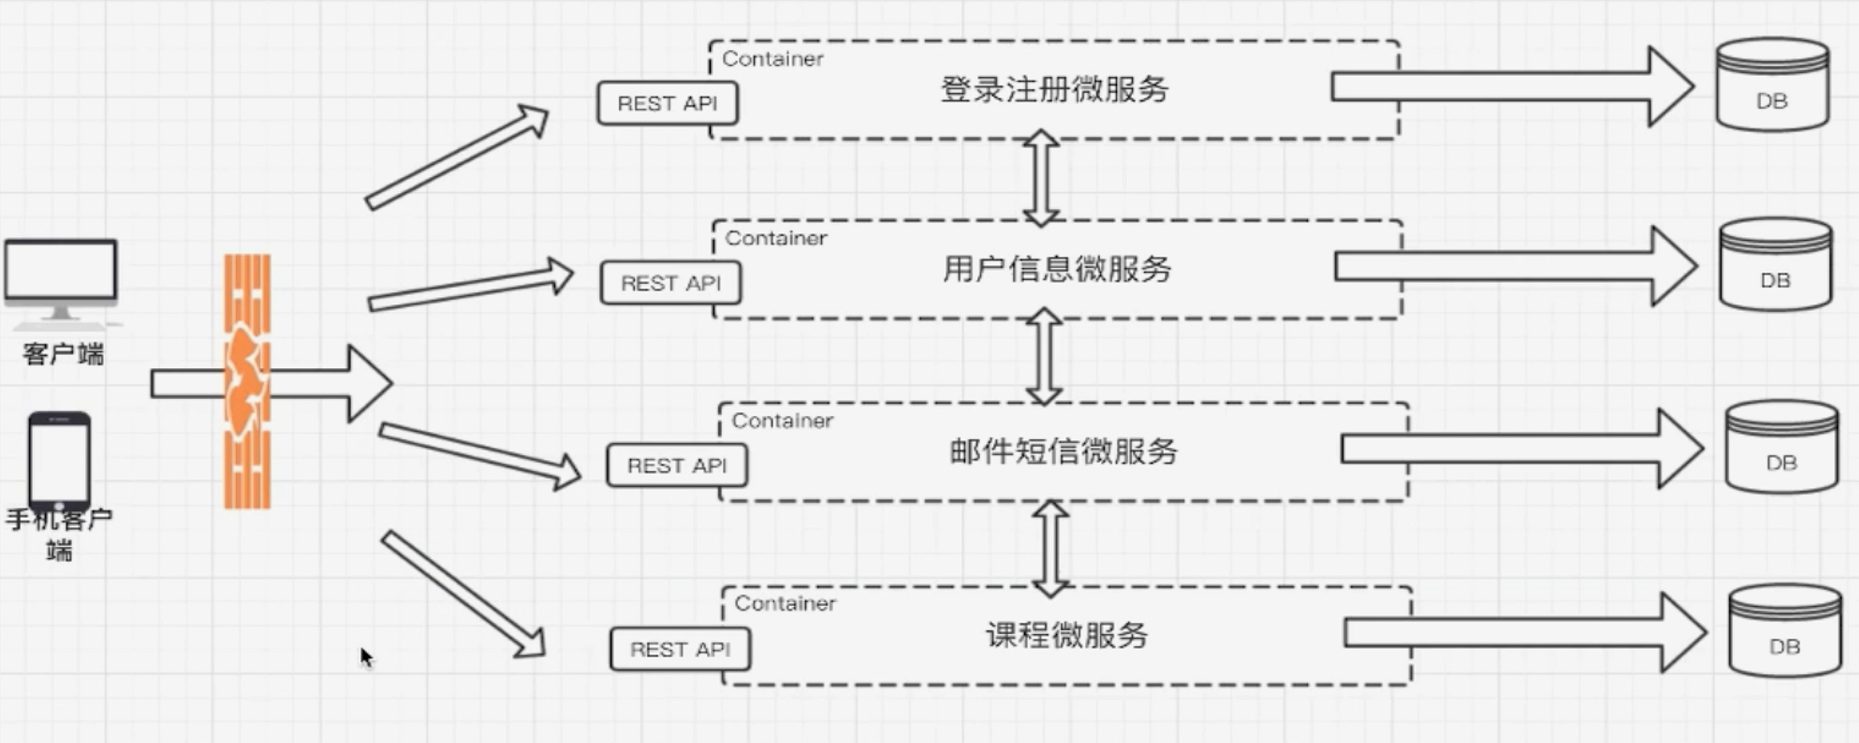 Container
登录注册微服务
REST API
DB
Container
用户信息微服务
REST API
DB
客户端
Container
邮件短信微服务
REST API
DB
手机客户
端
Container
课程微服务
REST API
DB